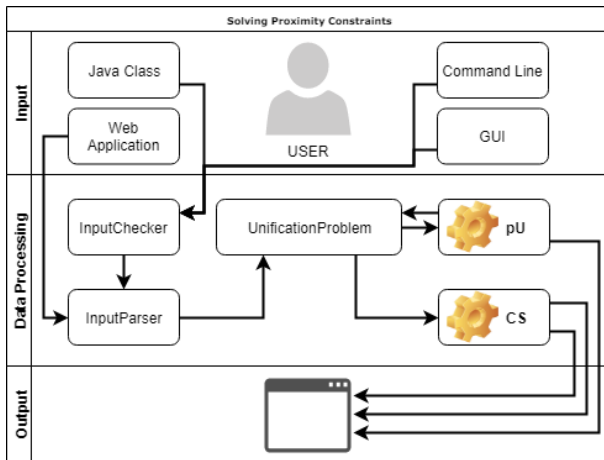 Solving Proximity Constraints
Input
Java Class
Command Line
Web
Application
USER
GUI
Data Processing
InputChecker
UnificationProblem
pU
InputParser
CS
Output